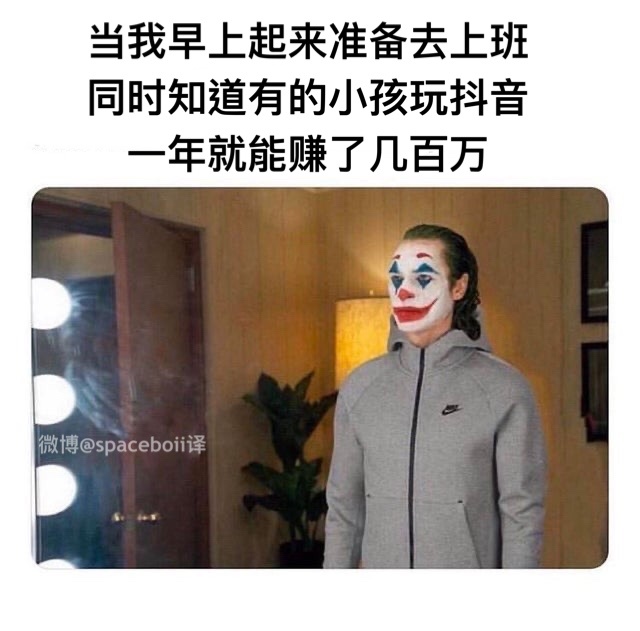 当我早上起来准备去上班
同时知道有的小孩玩抖音
一年就能赚了几百万
微博@spaceboii译